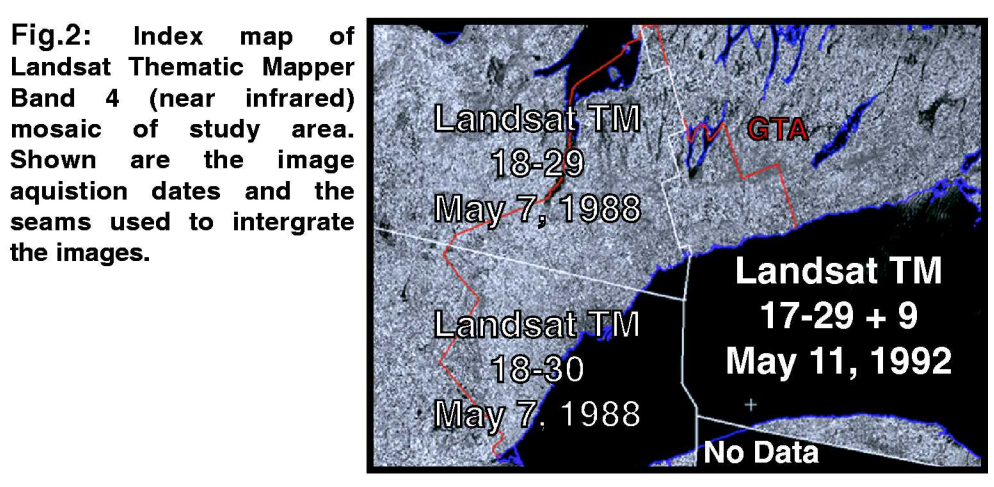 Fig.2: Index map of
Landsat Thematic Mapper
Band 4 (near infrared)
mosaic of study area.
Shown are the image
aquistion dates and the
seams used to intergrate
the images.
Landsat TM
18-29
May 7, 1988
GTA
Landsat TM
17-29 + 9
May 11, 1992
Landsat TM
18-30
May 7, 1988
No Data